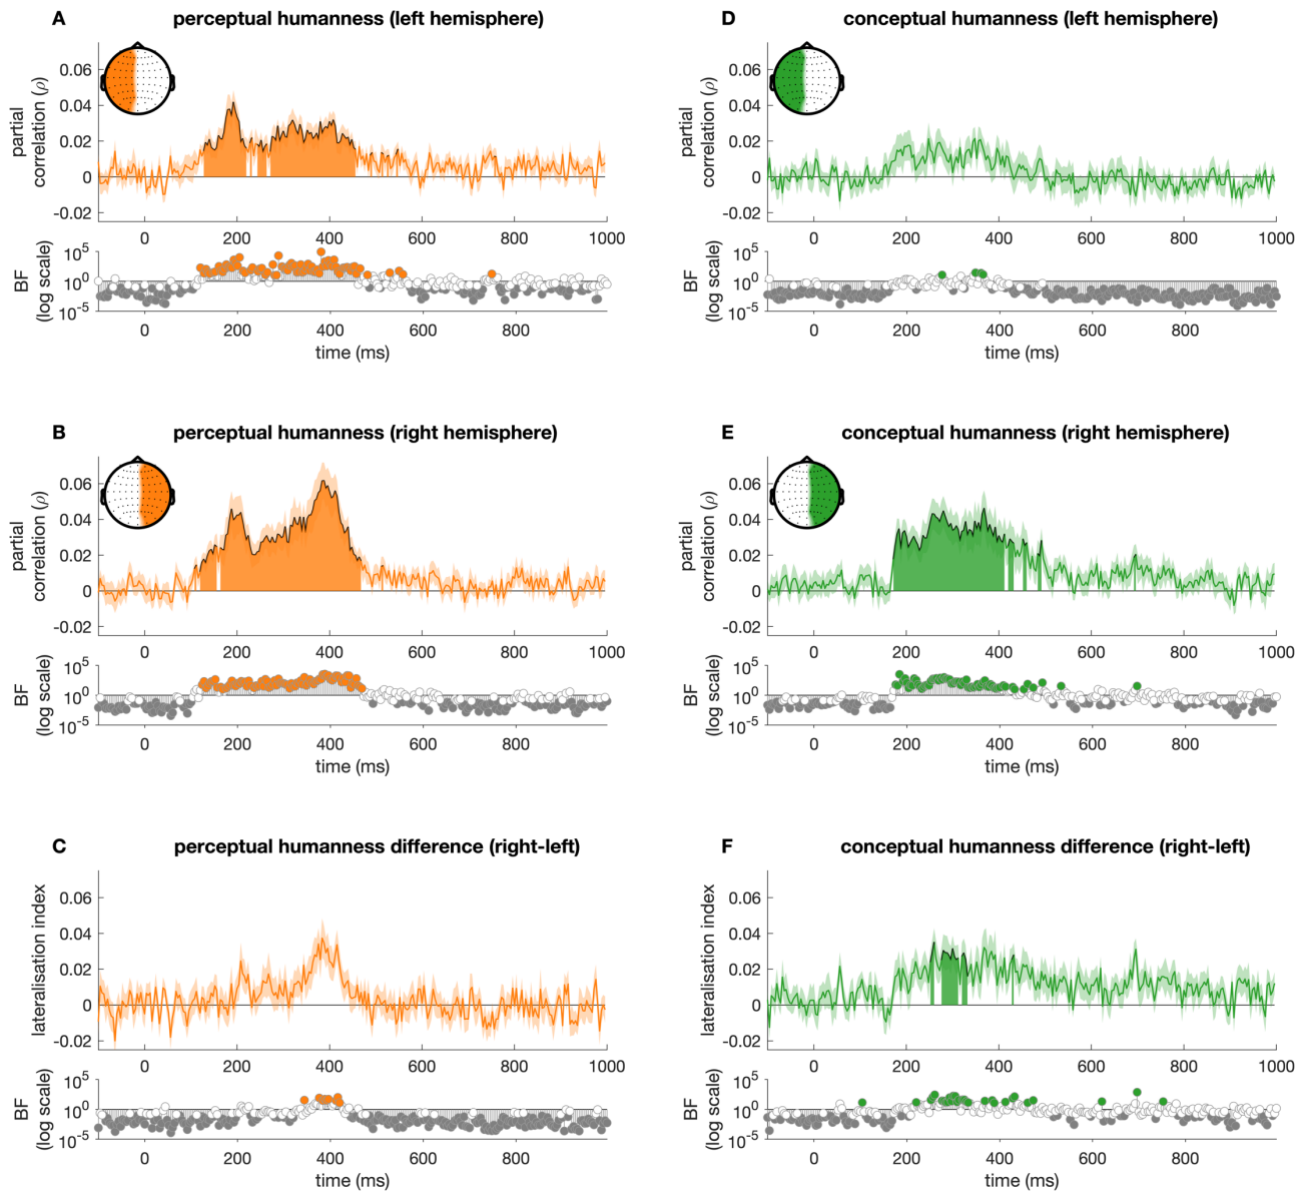 A perceptual humanness (left hemisphere)
partial
correlation (ρ)
0.06
0.04
0.02
0
-0.02
0 200 400 600 800 1000
BF
(log scale)
10^5
10^0
10^-5
0 200 400 600 800
time (ms)
D conceptual humanness (left hemisphere)
partial
correlation (ρ)
0.06
0.04
0.02
0
-0.02
0 200 400 600 800 1000
BF
(log scale)
10^5
10^0
10^-5
0 200 400 600 800
time (ms)
B perceptual humanness (right hemisphere)
partial
correlation (ρ)
0.06
0.04
0.02
0
-0.02
0 200 400 600 800 1000
BF
(log scale)
10^5
10^0
10^-5
0 200 400 600 800
time (ms)
E conceptual humanness (right hemisphere)
partial
correlation (ρ)
0.06
0.04
0.02
0
-0.02
0 200 400 600 800 1000
BF
(log scale)
10^5
10^0
10^-5
0 200 400 600 800
time (ms)
C perceptual humanness difference (right-left)
lateralisation index
0.06
0.04
0.02
0
-0.02
0 200 400 600 800 1000
BF
(log scale)
10^5
10^0
10^-5
0 200 400 600 800
time (ms)
F conceptual humanness difference (right-left)
lateralisation index
0.06
0.04
0.02
0
-0.02
0 200 400 600 800 1000
BF
(log scale)
10^5
10^0
10^-5
0 200 400 600 800
time (ms)